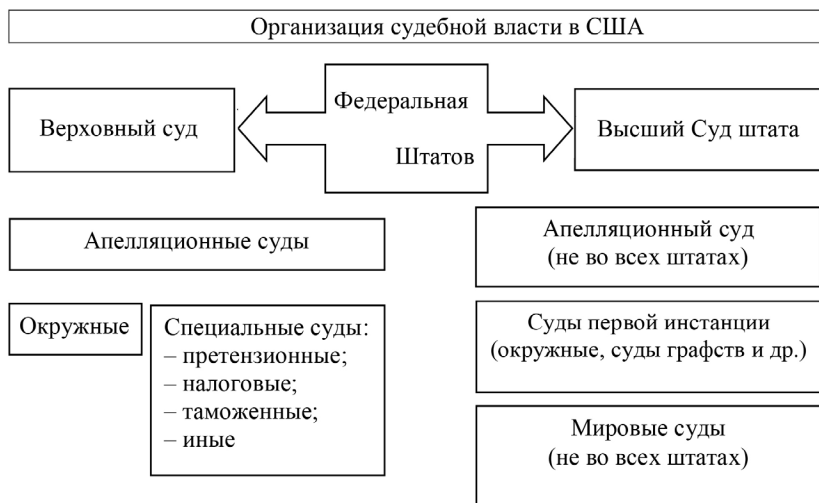 Организация судебной власти в США
Верховный суд
Федеральная
Штатов
Высший Суд штата
Апелляционные суды
Апелляционный суд
(не во всех штатах)
Окружные
Специальные суды:
– претензионные;
– налоговые;
– таможенные;
– иные
Суды первой инстанции
(окружные, суды графств и др.)
Мировые суды
(не во всех штатах)